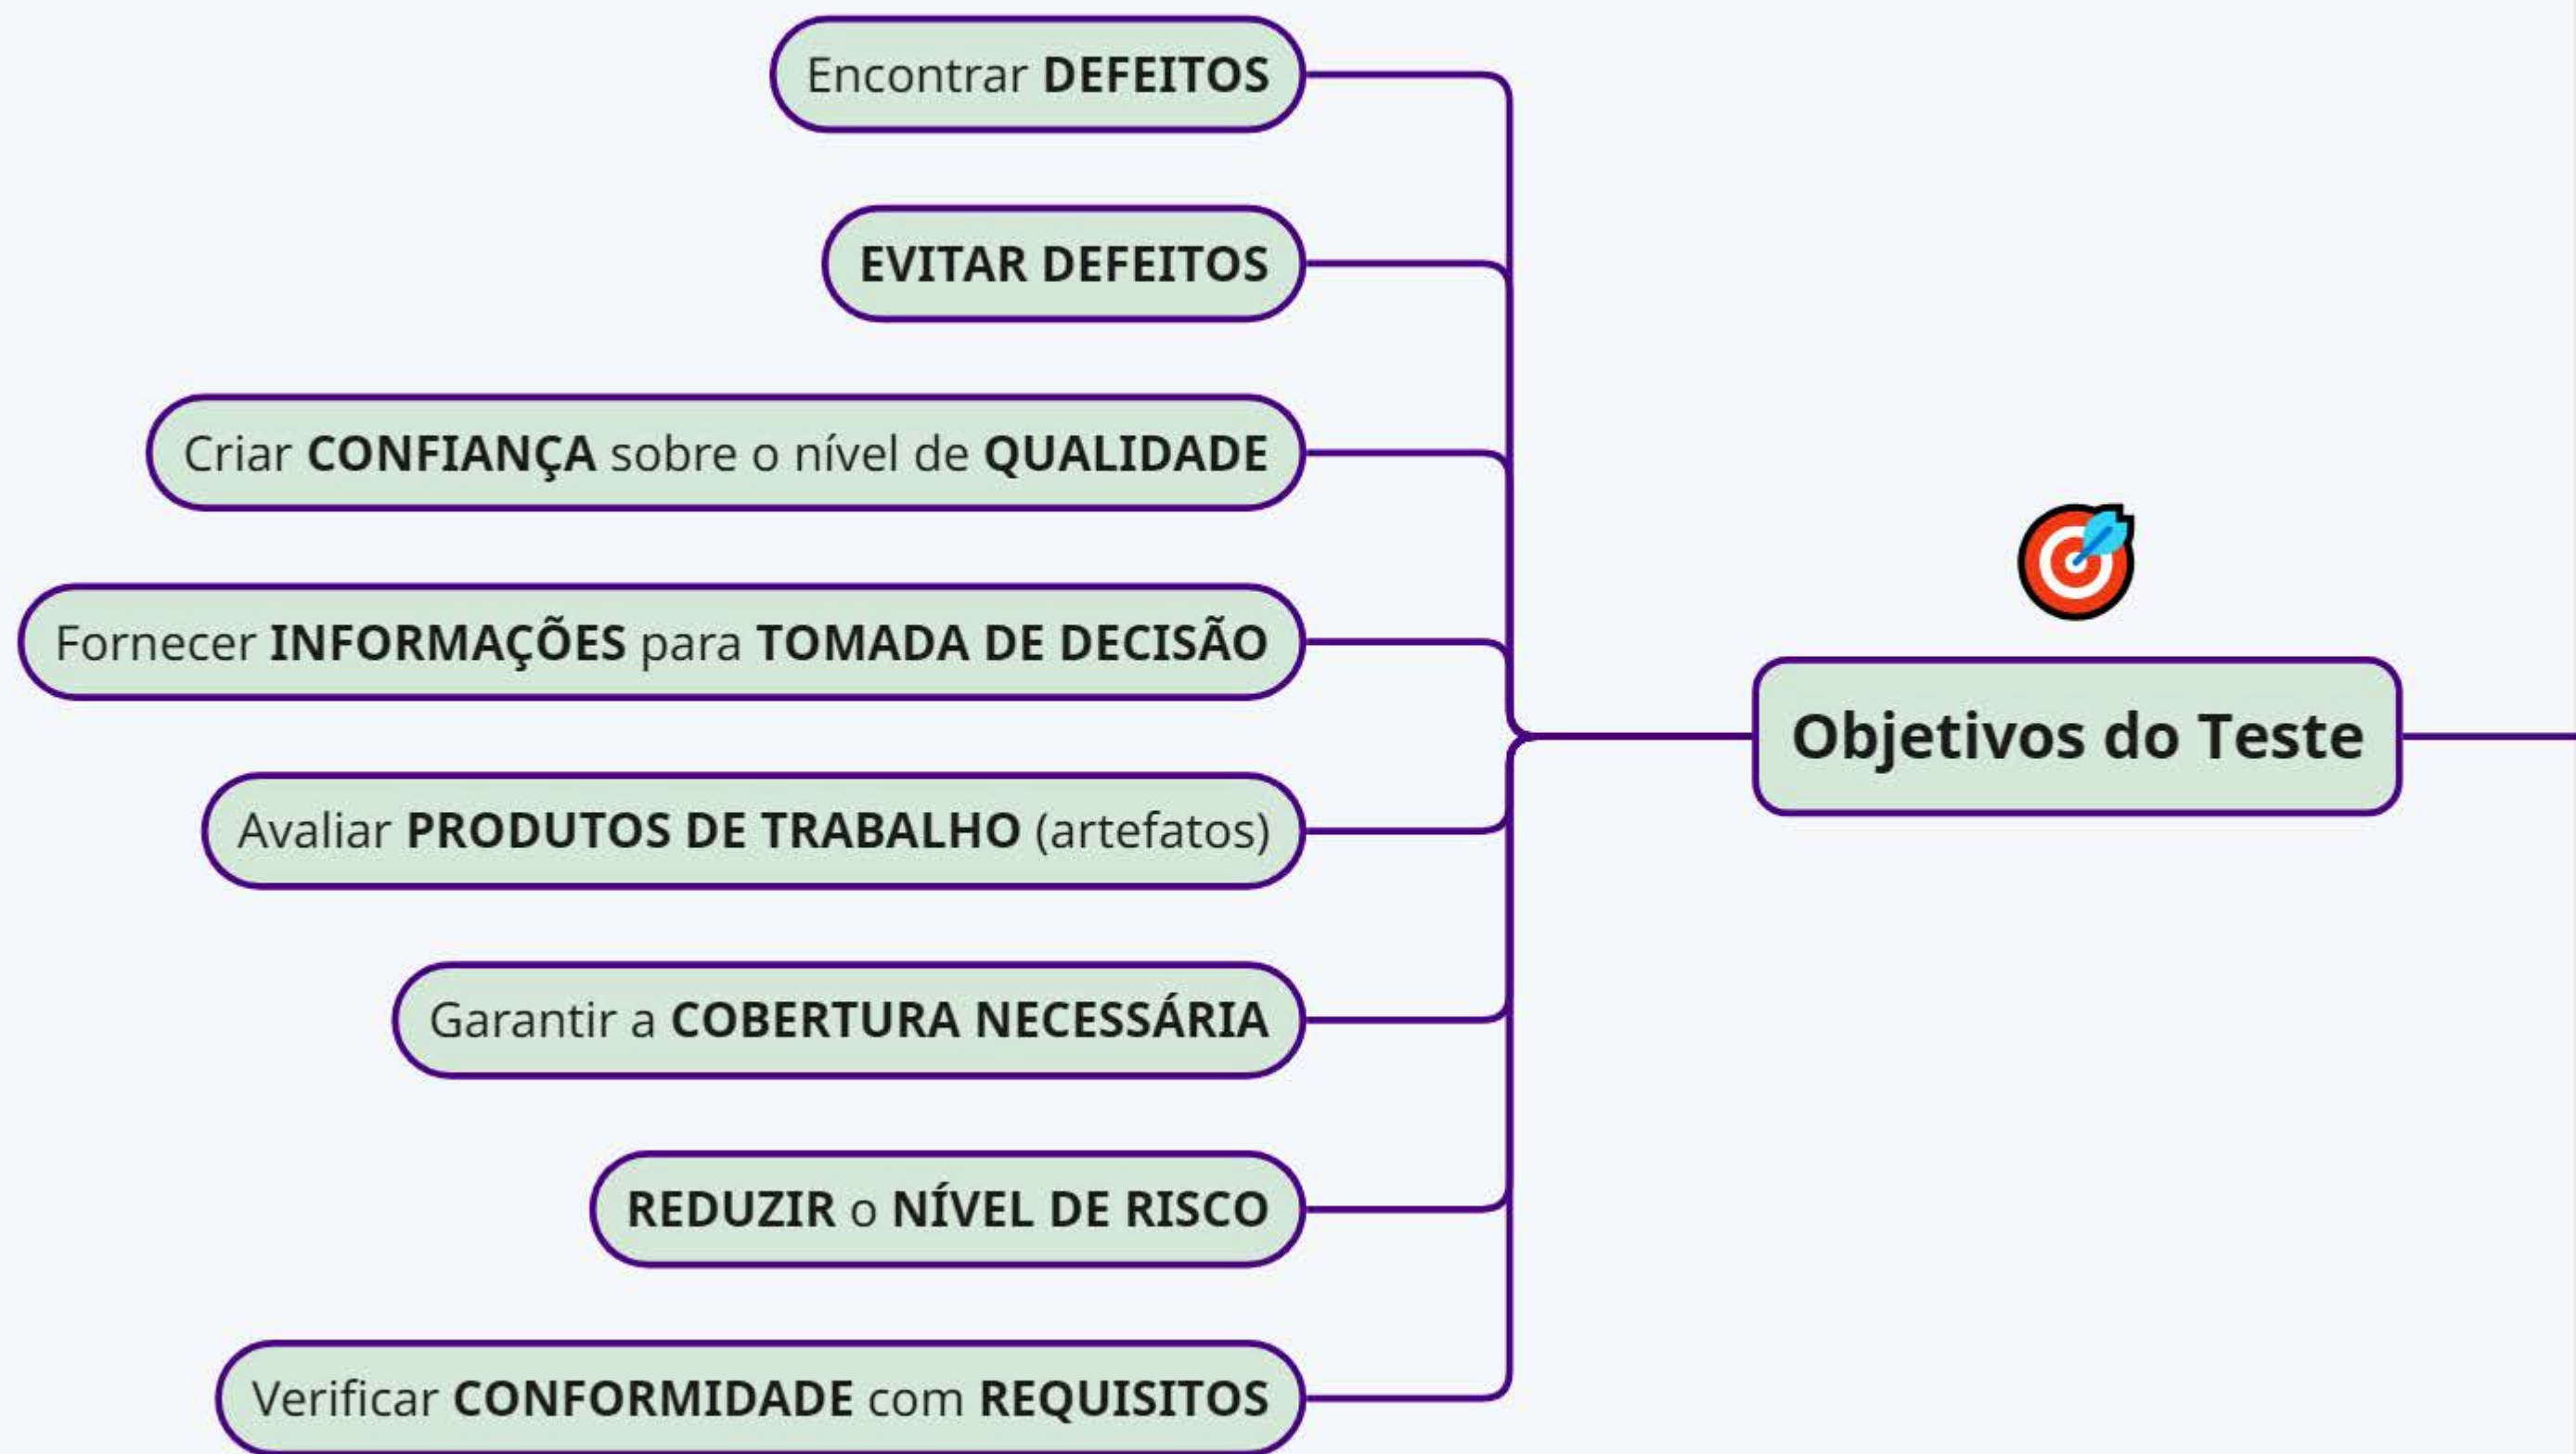 Encontrar DEFEITOS
EVITAR DEFEITOS
Criar CONFIANÇA sobre o nível de QUALIDADE
Fornecer INFORMAÇÕES para TOMADA DE DECISÃO
Objetivos do Teste
Avaliar PRODUTOS DE TRABALHO (artefatos)
Garantir a COBERTURA NECESSÁRIA
REDUZIR o NÍVEL DE RISCO
Verificar CONFORMIDADE com REQUISITOS